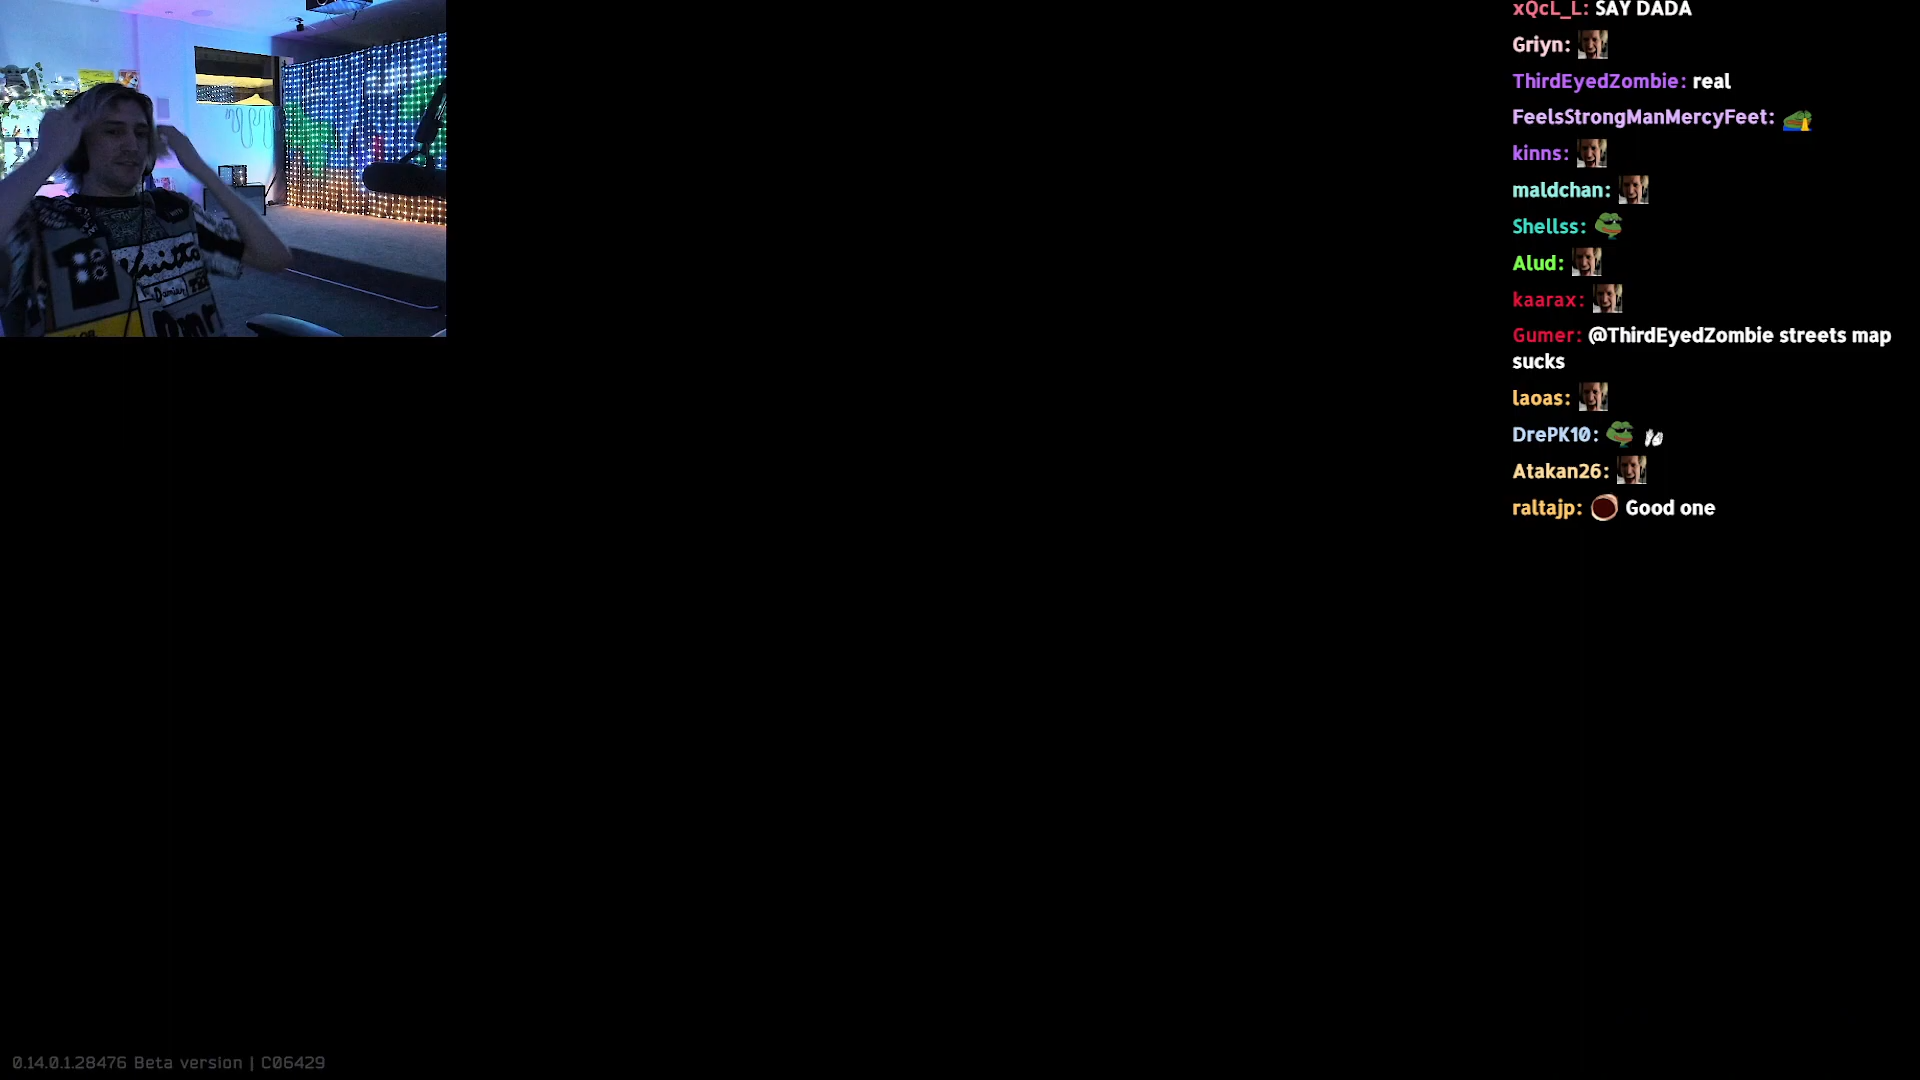 xQcL_L: SAY DADA
Griyn:
ThirdEyedZombie: real
FeelsStrongManMercyFeet:
kinns:
maldchan:
Shellss:
Alud:
kaarax:
Gumer: @ThirdEyedZombie streets map
sucks
laoas:
DrePK10:
Atakan26:
raltajp: Good one
Vuitton
0.14.0.1.28476 Beta version | C06429